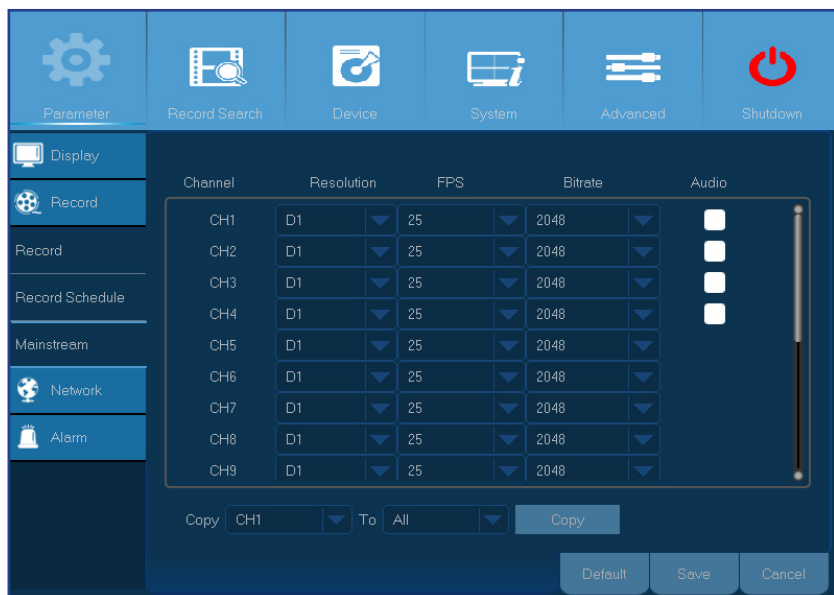 Parameter Record Search Device System Advanced Shutdown
Display
Record
Record
Record Schedule
Mainstream
Network
Alarm
Channel Resolution FPS Bitrate Audio
CH1 D1 25 2048
CH2 D1 25 2048
CH3 D1 25 2048
CH4 D1 25 2048
CH5 D1 25 2048
CH6 D1 25 2048
CH7 D1 25 2048
CH8 D1 25 2048
CH9 D1 25 2048
Copy CH1 To All Copy
Default Save Cancel